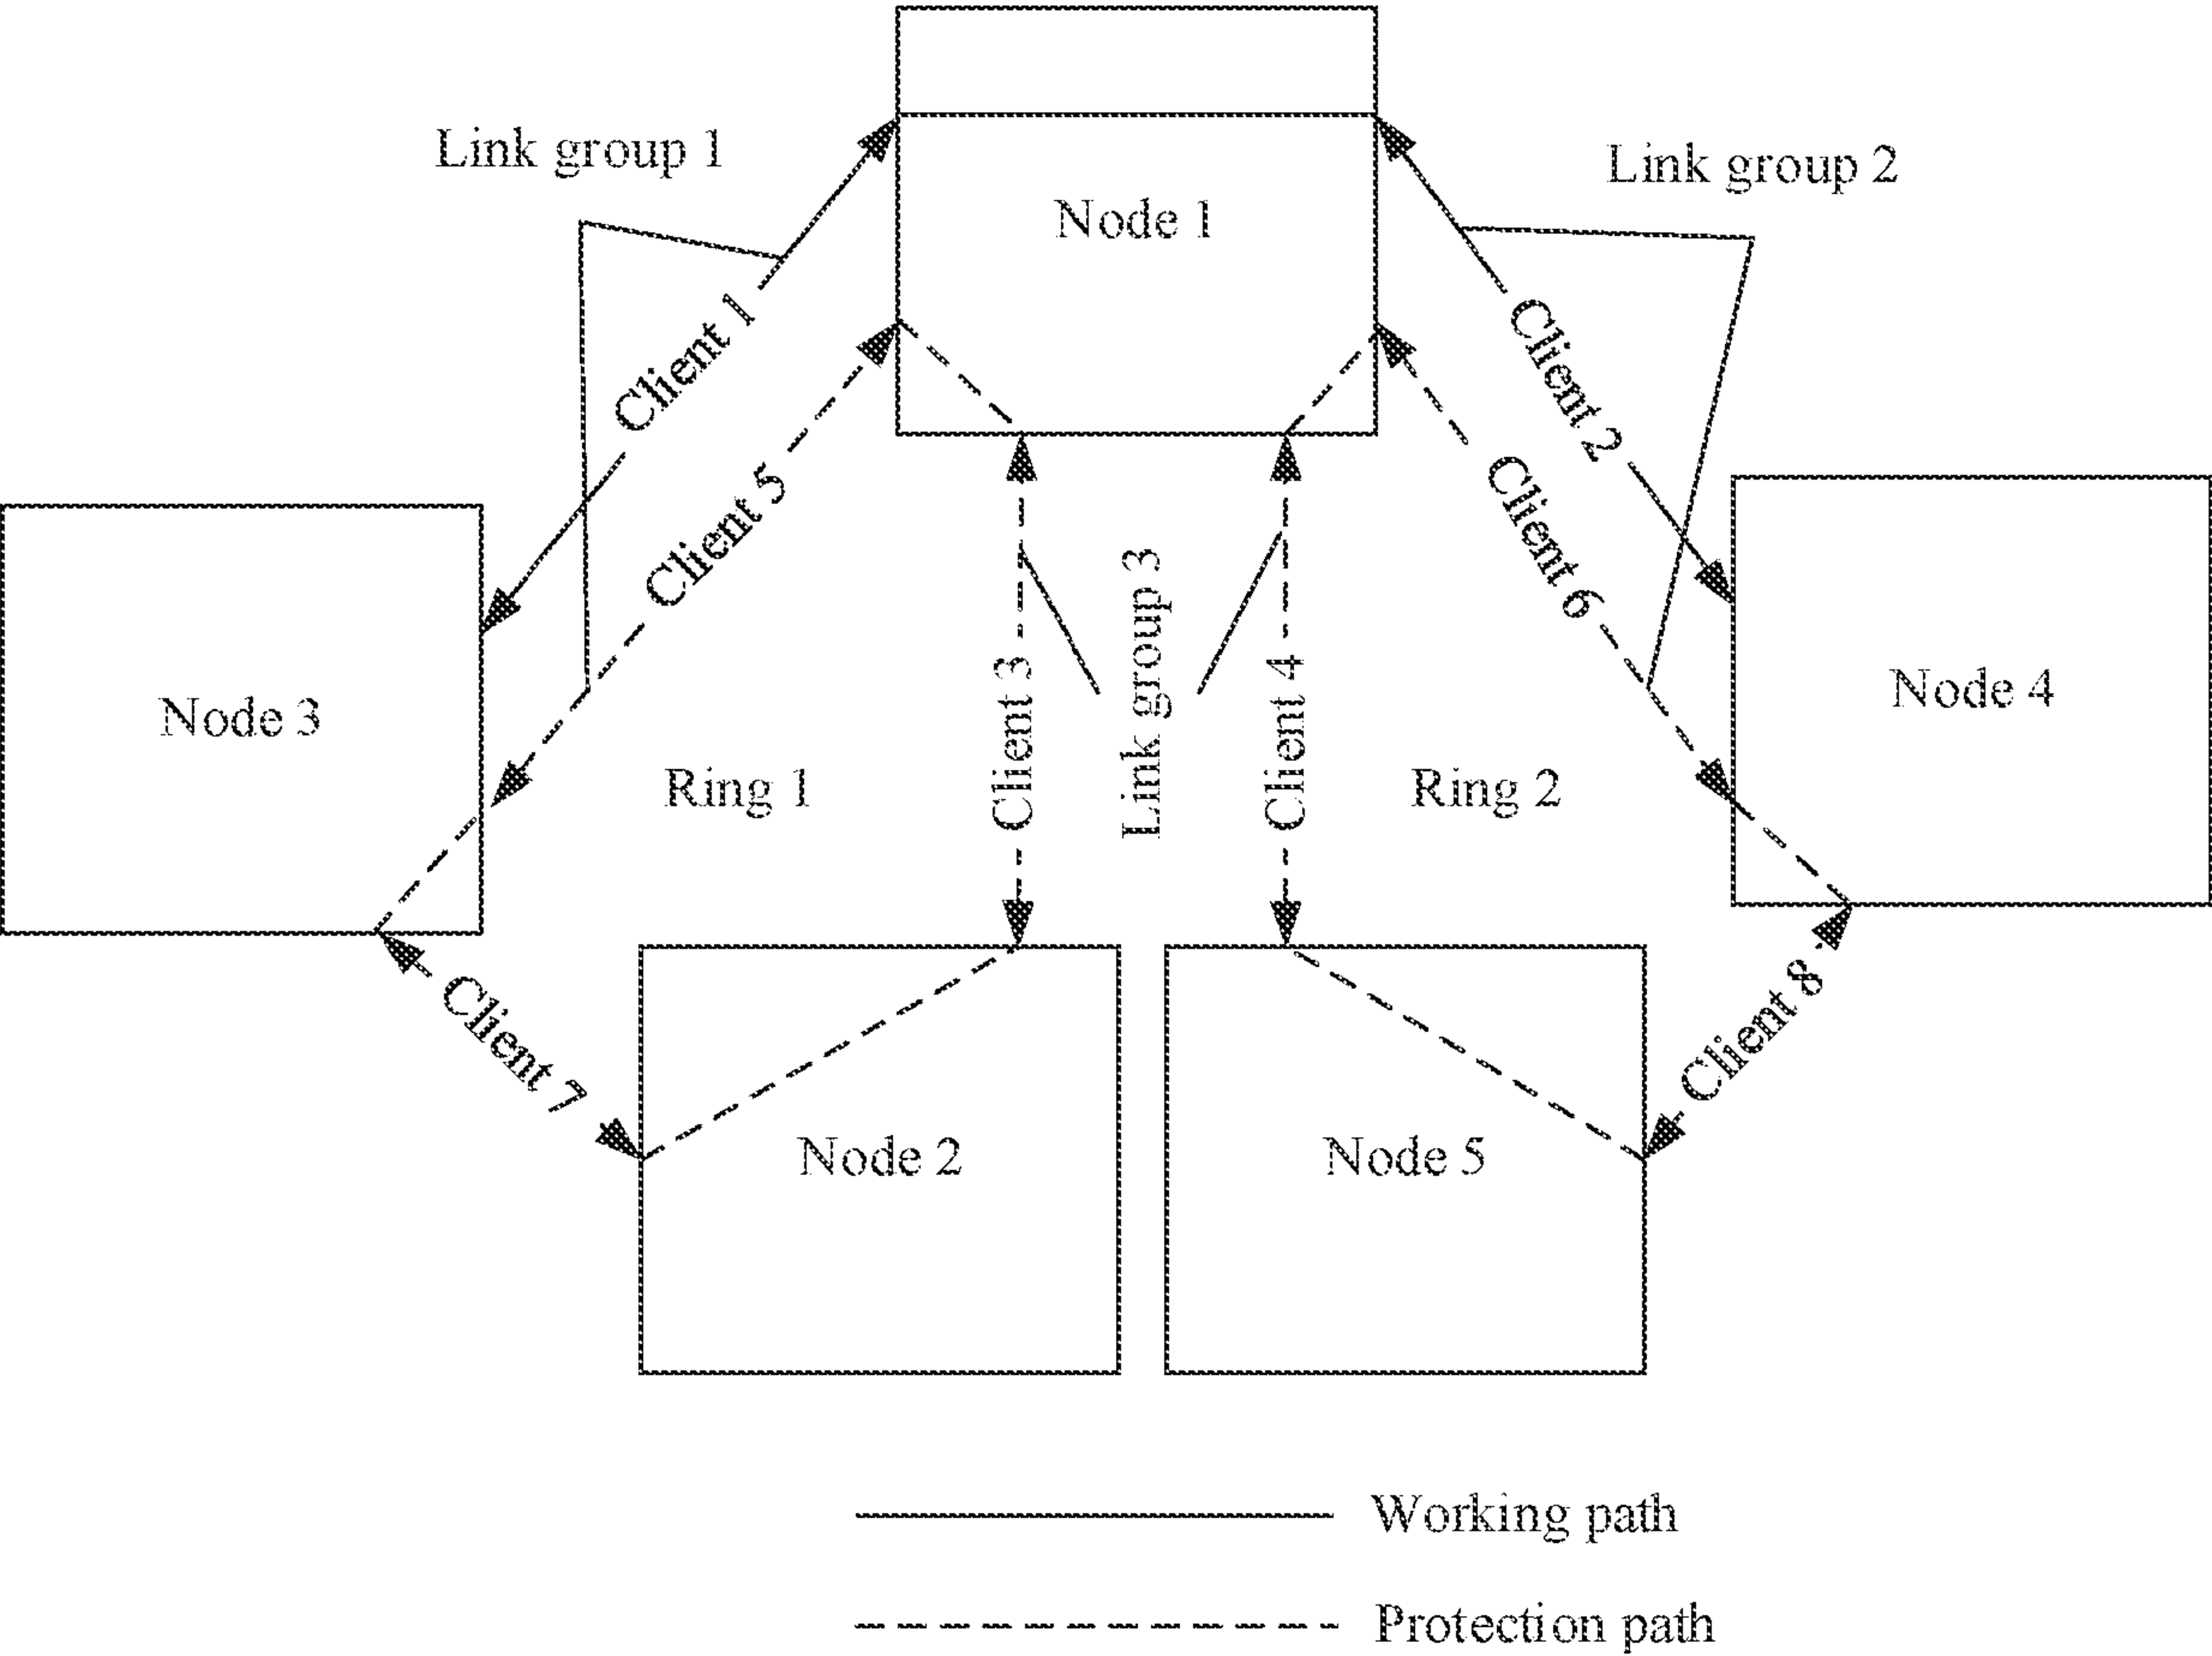 Link group 1
Link group 2
Node 1
Client 1
Client 2
Client 5
Client 6
Node 3
Client 3
Link group 3
Client 4
Node 4
Ring 1
Ring 2
Client 7
Client 8
Node 2
Node 5
Working path
Protection path